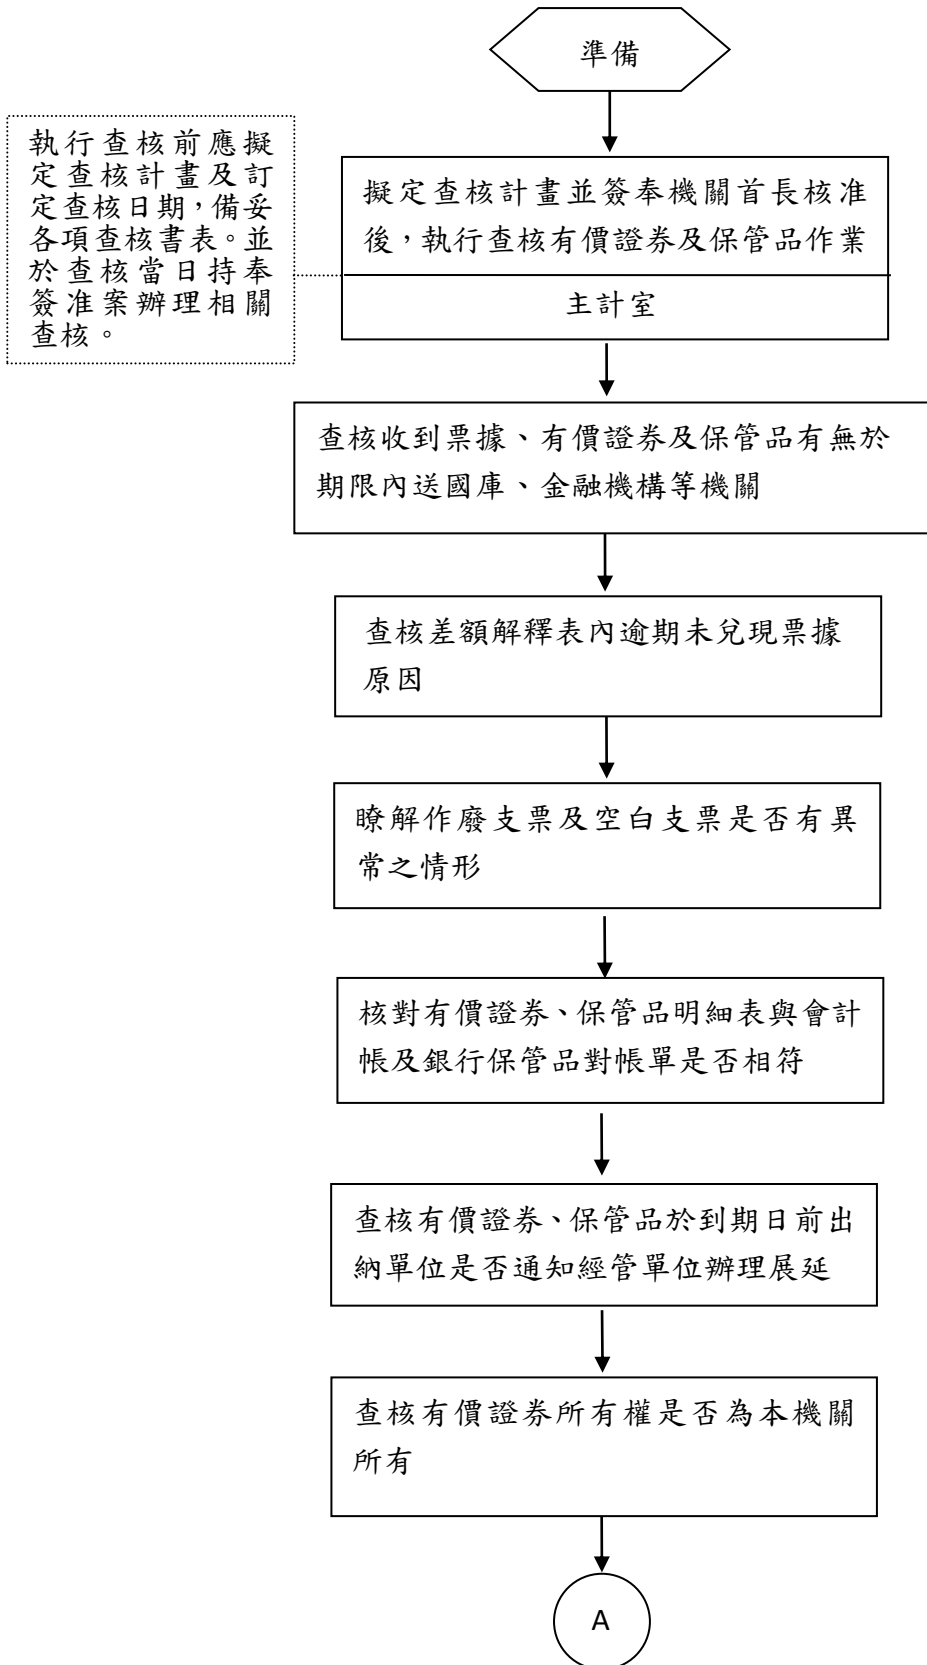 準備
執行查核前應擬
定查核計畫及訂
定查核日期，備妥
各項查核書表。並
於查核當日持奉
簽准案辦理相關
查核。
擬定查核計畫並簽奉機關首長核准
後，執行查核有價證券及保管品作業
主計室
查核收到票據、有價證券及保管品有無於
期限內送國庫、金融機構等機關
查核差額解釋表內逾期未兌現票據
原因
瞭解作廢支票及空白支票是否有異
常之情形
核對有價證券、保管品明細表與會計
帳及銀行保管品對帳單是否相符
查核有價證券、保管品於到期日前出
納單位是否通知經管單位辦理展延
查核有價證券所有權是否為本機關
所有
A